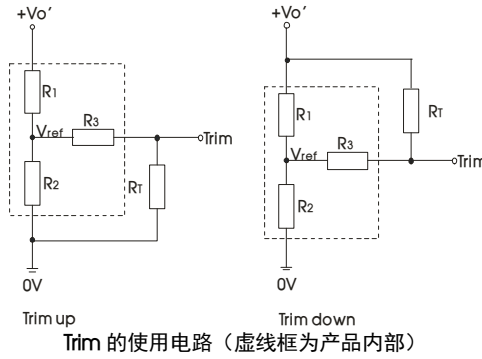 +Vo' +Vo'
R1 R1
RT
Vref R3 Trim
Vref R3 Trim
R2 RT
R2
0V 0V
Trim up Trim down
Trim 的使用电路（虚线框为产品内部）